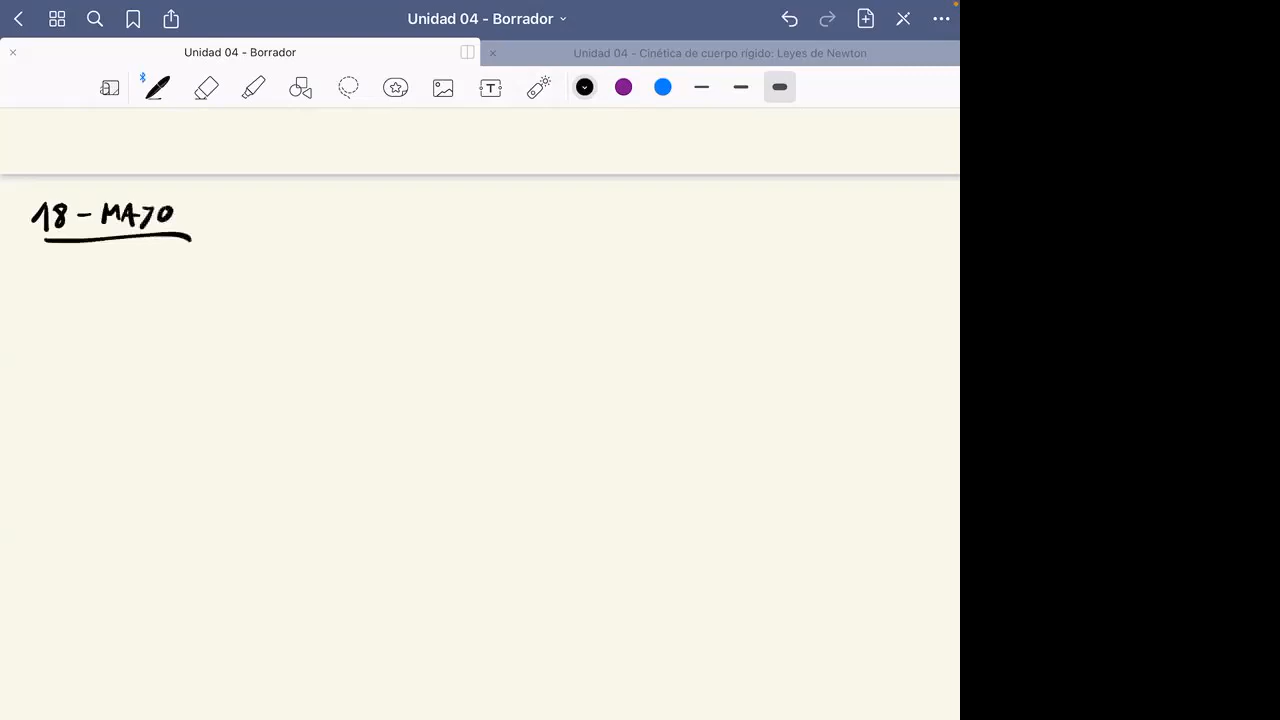 Unidad 04 - Borrador
Unidad 04 - Borrador
Unidad 04 - Cinética de cuerpo rígido: Leyes de Newton
T
18 - MAYO